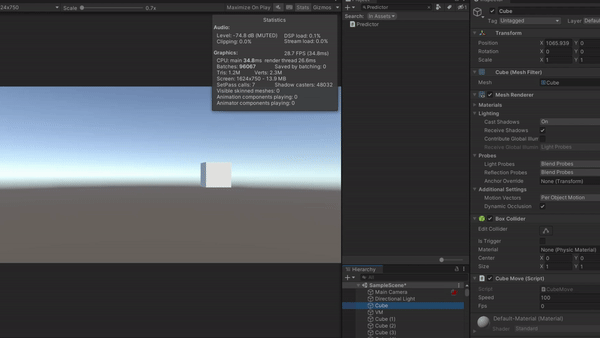 1624x750
Scale
0.7x
Maximize On Play
Stats
Gizmos
Statistics
Audio:
Level: -74.8 dB (MUTED)
DSP load: 0.1%
Clipping: 0.0%
Stream load: 0.0%
Graphics:
28.7 FPS (34.8ms)
CPU: main 34.8ms render thread 26.6ms
Batches: 96067
Saved by batching: 0
Tris: 1.2M
Verts: 2.3M
Screen: 1624x750 - 13.9 MB
SetPass calls: 7
Shadow casters: 48032
Visible skinned meshes: 0
Animation components playing: 0
Animator components playing: 0
Predictor
Search:
In Assets
Predictor
Hierarchy
All
SampleScene*
Main Camera
Directional Light
Cube
VM
Cube (1)
Cube (2)
Cube (3)
Cube
Tag Untagged
Layer Default
Transform
Position
X 1065.939
Y 0
Rotation
X 0
Y 0
Scale
X 1
Y 1
Cube (Mesh Filter)
Mesh
Cube
Mesh Renderer
Materials
Lighting
Cast Shadows
On
Receive Shadows
Contribute Global Illum
Receive Global Illumin
Light Probes
Probes
Light Probes
Blend Probes
Reflection Probes
Blend Probes
Anchor Override
None (Transform)
Additional Settings
Motion Vectors
Per Object Motion
Dynamic Occlusion
Box Collider
Edit Collider
Is Trigger
Material
None (Physic Material)
Center
X 0
Y 0
Size
X 1
Y 1
Cube Move (Script)
Script
CubeMove
Speed
100
Fps
0
Default-Material (Material)
Shader
Standard